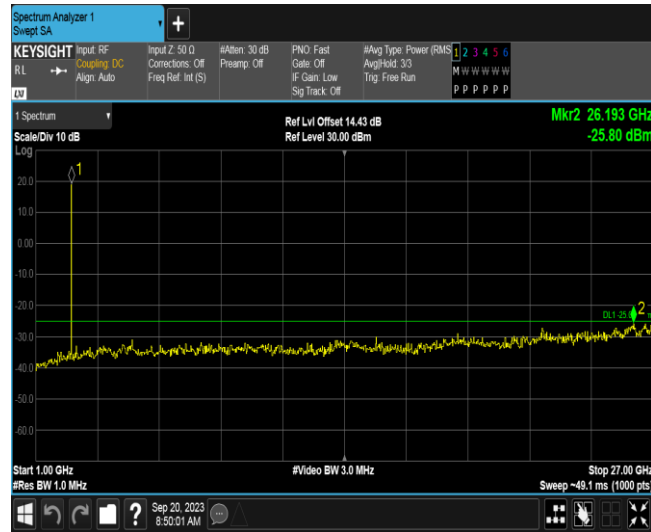 Spectrum Analyzer 1
Swept SA
+
KEYSIGHT
RL
LXI
Input: RF
Coupling: DC
Align: Auto
Input Z: 50 Ω
Corrections: Off
Freq Ref: Int (S)
#Atten: 30 dB
Preamp: Off
PNO: Fast
Gate: Off
IF Gain: Low
Sig Track: Off
#Avg Type: Power (RMS
Avg|Hold: 3/3
Trig: Free Run
1 2 3 4 5 6
M W W W W W
P P P P P P
1 Spectrum
Scale/Div 10 dB
Log
Ref Lvl Offset 14.43 dB
Ref Level 30.00 dBm
Mkr2 26.193 GHz
-25.80 dBm
1
20.0
10.0
0.00
-10.0
-20.0
DL1 -25.0
2
-30.0
-40.0
-50.0
-60.0
Start 1.00 GHz
#Res BW 1.0 MHz
#Video BW 3.0 MHz
Stop 27.00 GHz
Sweep ~49.1 ms (1000 pts)
?
Sep 20, 2023
8:50:01 AM